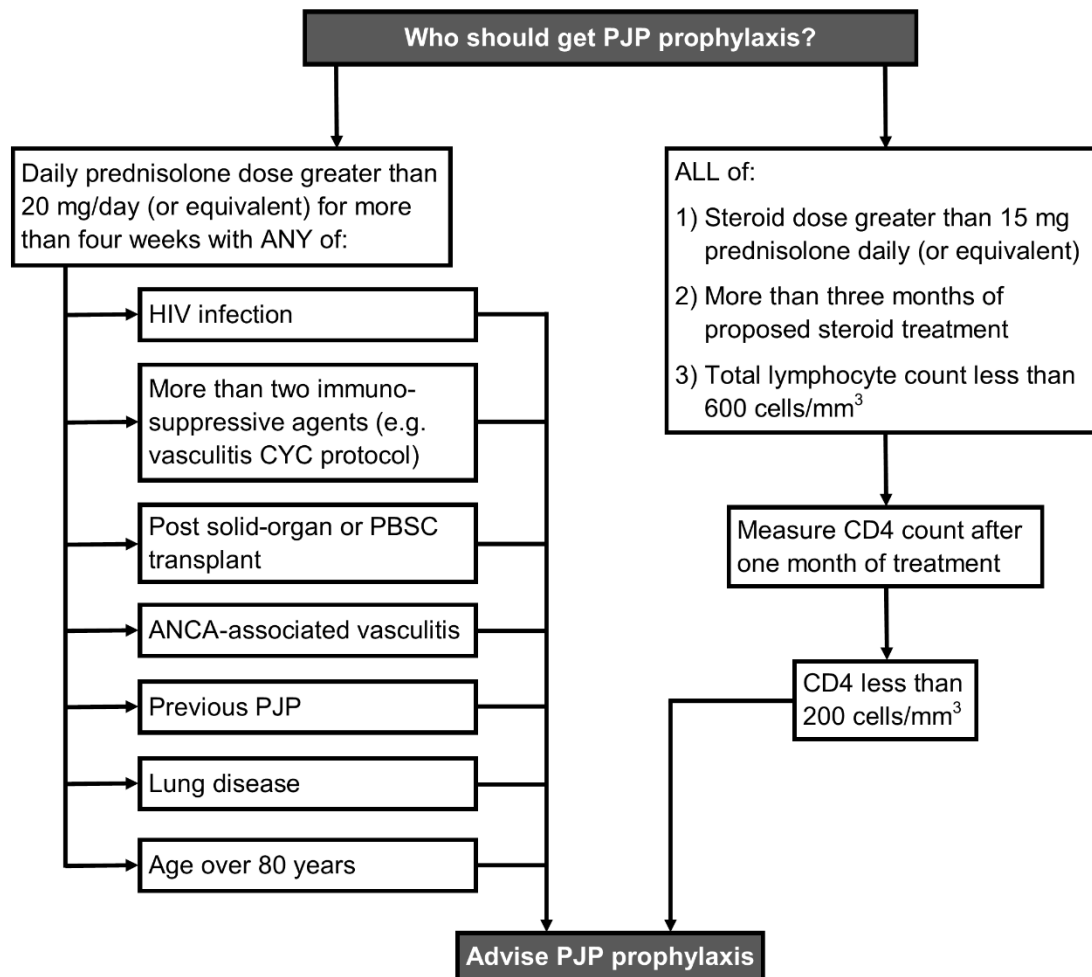 Who should get PJP prophylaxis?
Daily prednisolone dose greater than
20 mg/day (or equivalent) for more
than four weeks with ANY of:
HIV infection
More than two immuno-
suppressive agents (e.g.
vasculitis CYC protocol)
Post solid-organ or PBSC
transplant
ANCA-associated vasculitis
Previous PJP
Lung disease
Age over 80 years
ALL of:
1) Steroid dose greater than 15 mg
prednisolone daily (or equivalent)
2) More than three months of
proposed steroid treatment
3) Total lymphocyte count less than
600 cells/mm³
Measure CD4 count after
one month of treatment
CD4 less than
200 cells/mm³
Advise PJP prophylaxis